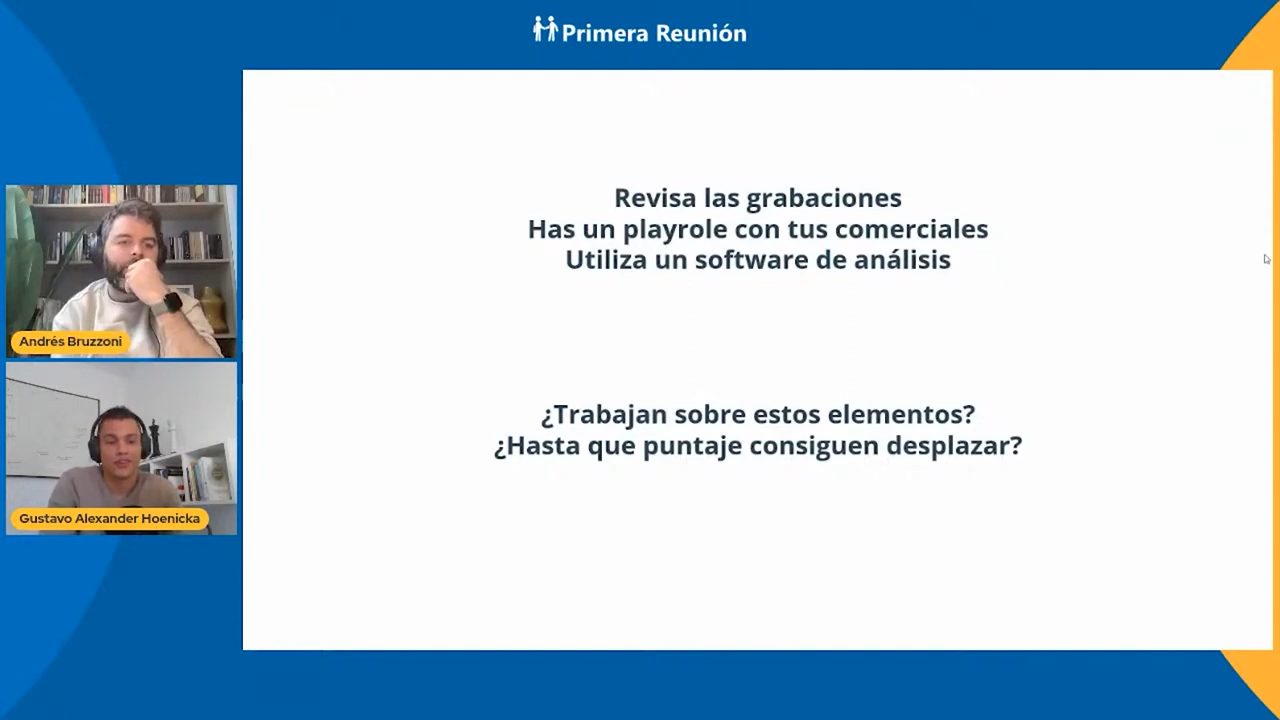 Primera Reunión
Revisa las grabaciones
Has un playrole con tus comerciales
Utiliza un software de análisis
¿Trabajan sobre estos elementos?
¿Hasta que puntaje consiguen desplazar?
Andrés Bruzzoni
Gustavo Alexander Hoenicka